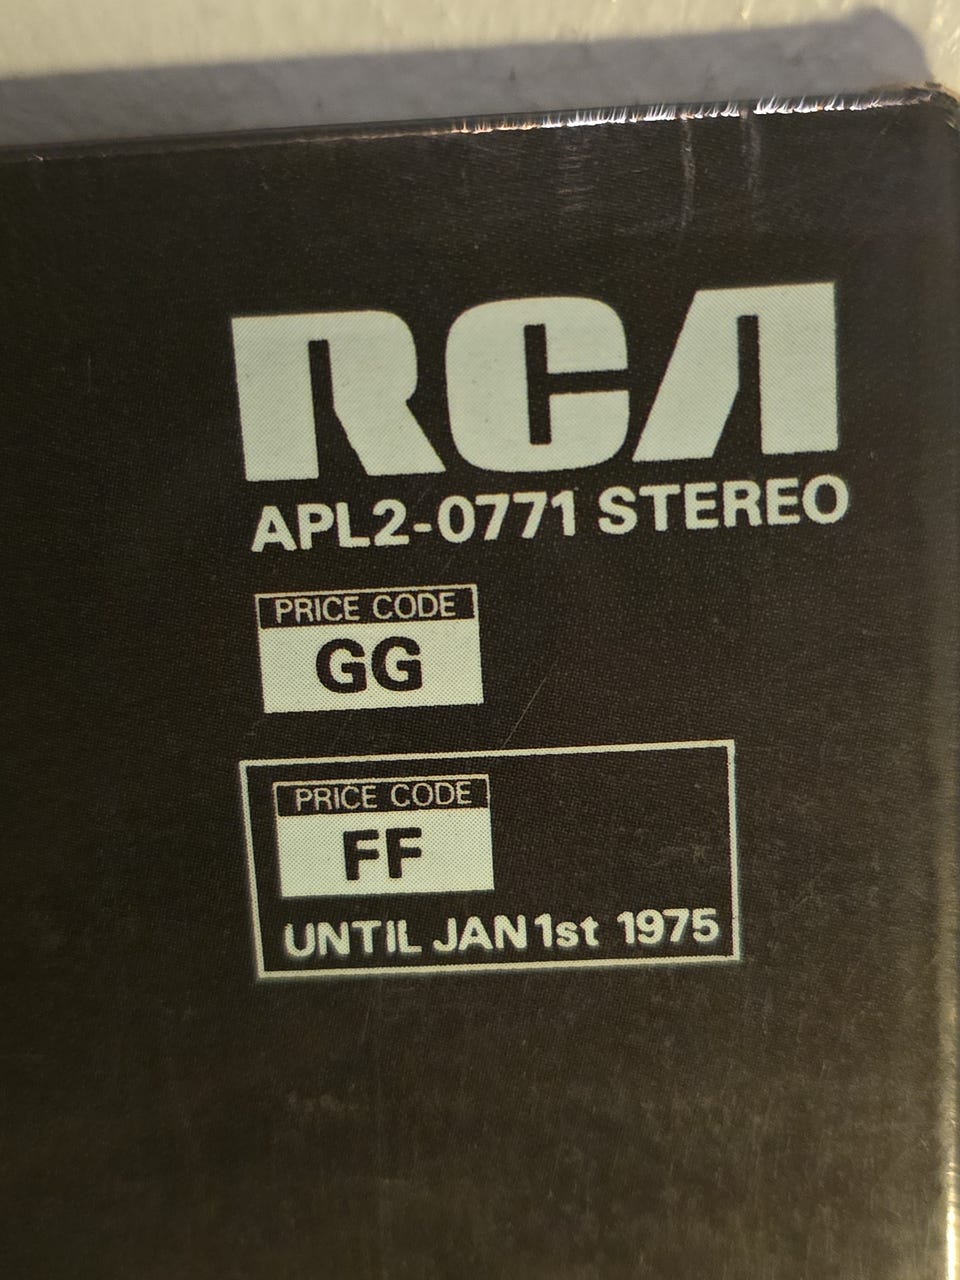 RCA
APL2-0771 STEREO
PRICE CODE
GG
PRICE CODE
FF
UNTIL JAN 1st 1975